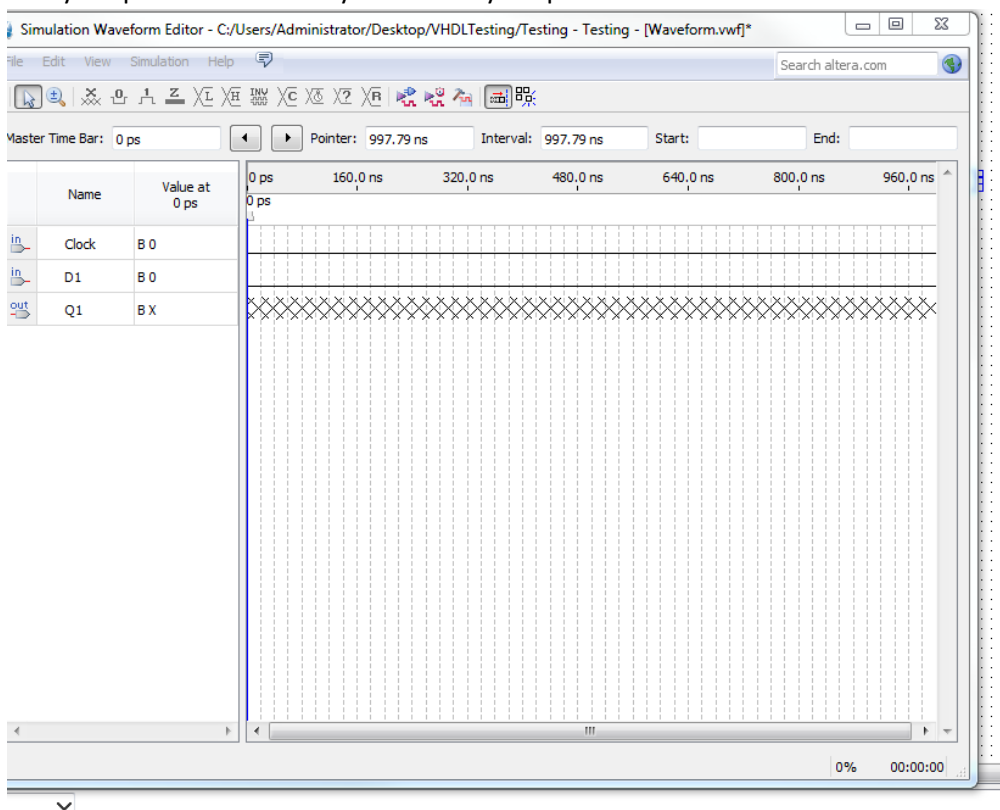 Simulation Waveform Editor - C:/Users/Administrator/Desktop/VHDLTesting/Testing - Testing - [Waveform.vwf]*
File Edit View Simulation Help
Search altera.com
Master Time Bar: 0 ps Pointer: 997.79 ns Interval: 997.79 ns Start: End:
Name Value at 0 ps
0 ps 160.0 ns 320.0 ns 480.0 ns 640.0 ns 800.0 ns 960.0 ns
0 ps
in Clock B 0
in D1 B 0
out Q1 B X
0% 00:00:00